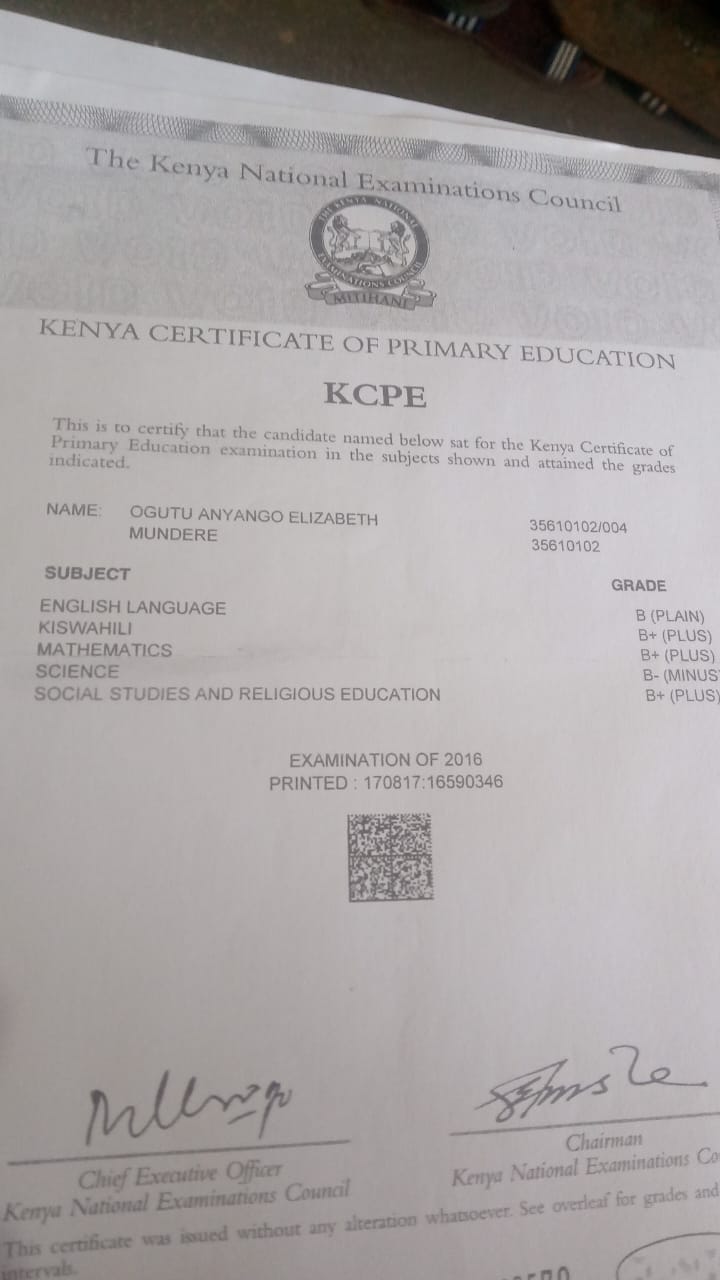 The Kenya National Examinations Council
THE KENYA NATIONAL
EXAMINATIONS COUNCIL
MITIHANI
KENYA CERTIFICATE OF PRIMARY EDUCATION
KCPE
This is to certify that the candidate named below sat for the Kenya Certificate of
Primary Education examination in the subjects shown and attained the grades
indicated.
NAME: OGUTU ANYANGO ELIZABETH 35610102/004
MUNDERE 35610102
SUBJECT GRADE
ENGLISH LANGUAGE B (PLAIN)
KISWAHILI B+ (PLUS)
MATHEMATICS B+ (PLUS)
SCIENCE B- (MINUS
SOCIAL STUDIES AND RELIGIOUS EDUCATION B+ (PLUS)
EXAMINATION OF 2016
PRINTED : 170817:16590346
Chief Executive Officer Chairman
Kenya National Examinations Council Kenya National Examinations Co
This certificate was issued without any alteration whatsoever. See overleaf for grades and
intervals.